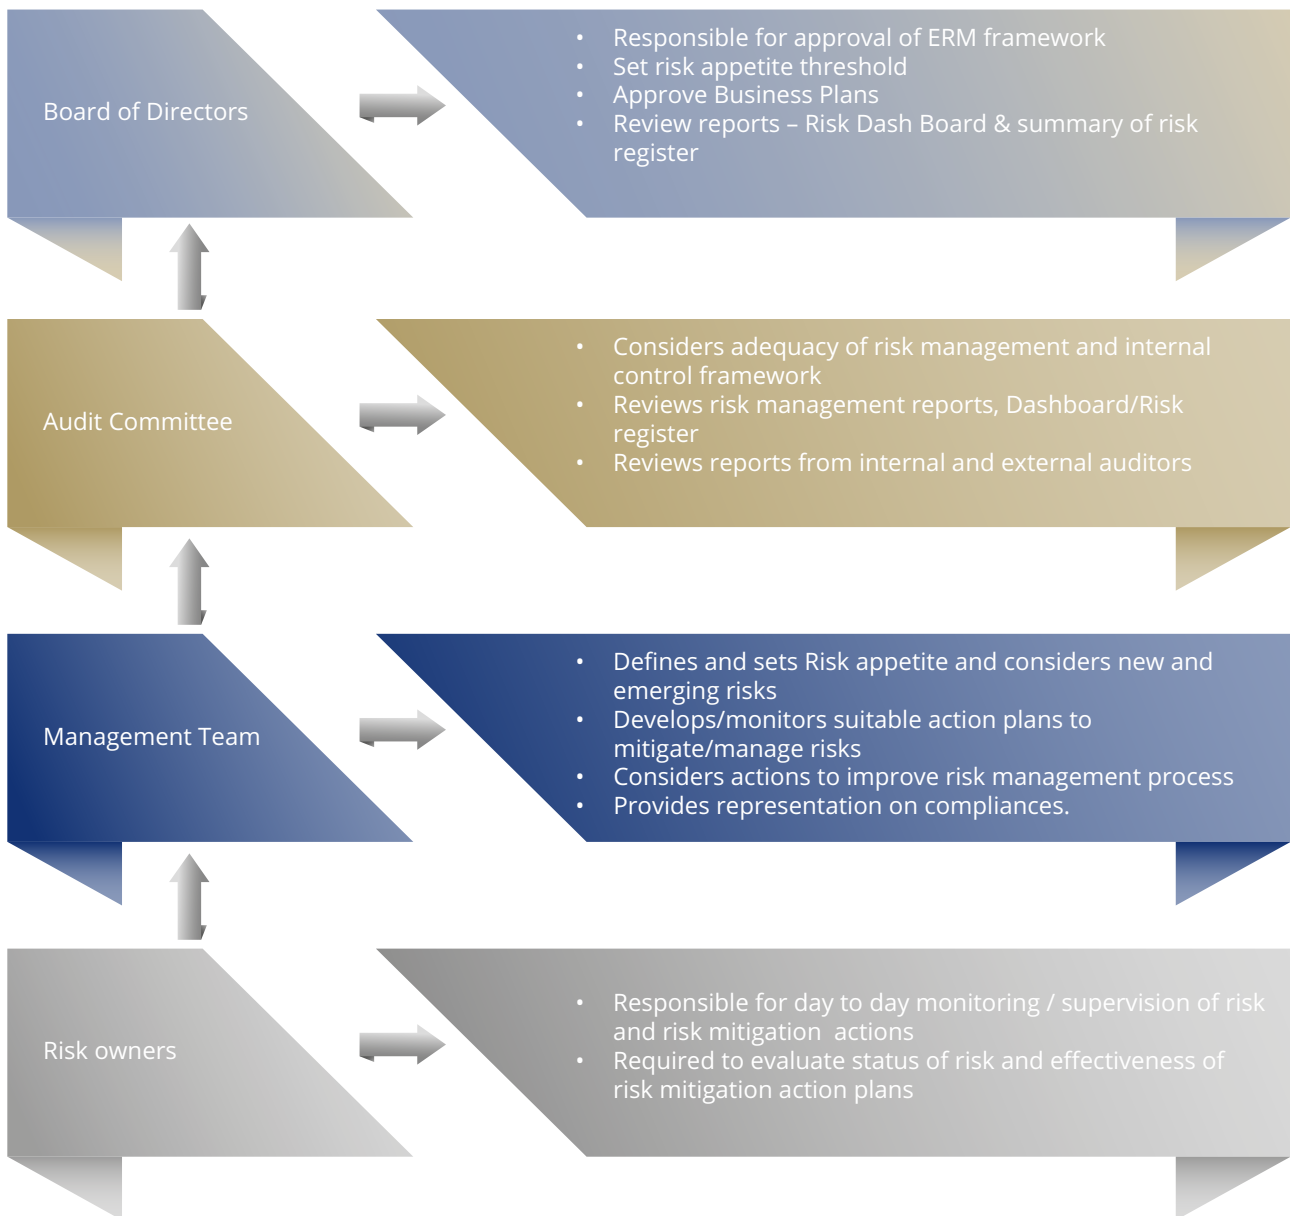 Board of Directors
• Responsible for approval of ERM framework
• Set risk appetite threshold
• Approve Business Plans
• Review reports – Risk Dash Board & summary of risk
register
Audit Committee
• Considers adequacy of risk management and internal
control framework
• Reviews risk management reports, Dashboard/Risk
register
• Reviews reports from internal and external auditors
Management Team
• Defines and sets Risk appetite and considers new and
emerging risks
• Develops/monitors suitable action plans to
mitigate/manage risks
• Considers actions to improve risk management process
• Provides representation on compliances.
Risk owners
• Responsible for day to day monitoring / supervision of risk
and risk mitigation  actions
• Required to evaluate status of risk and effectiveness of
risk mitigation action plans